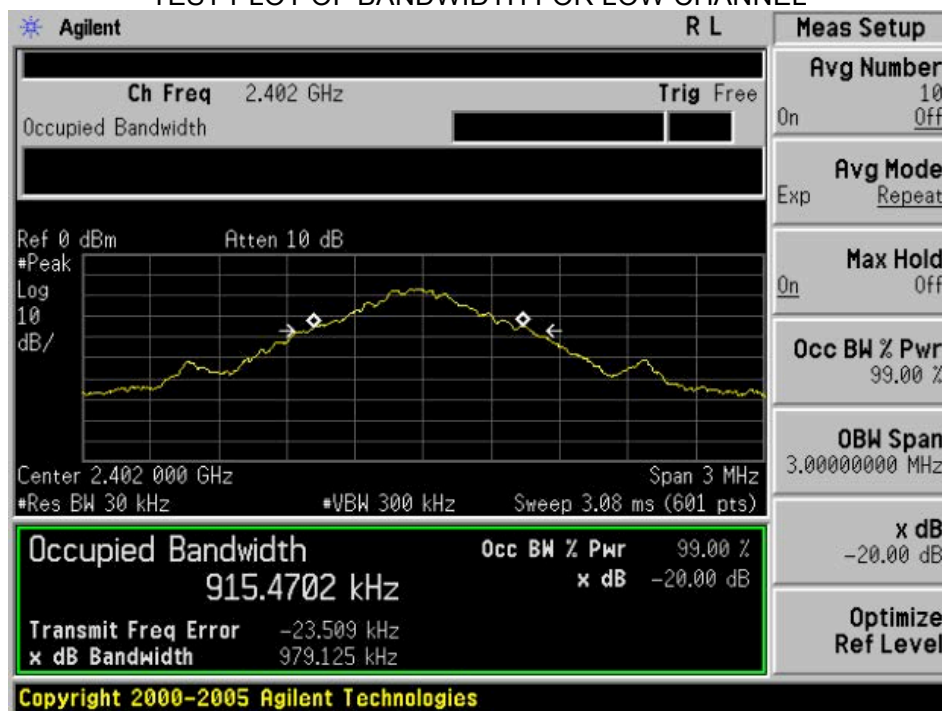 TEST PLOT OF BANDWIDTH FOR LOW CHANNEL
Agilent R L
Ch Freq 2.402 GHz Trig Free
Occupied Bandwidth
Ref 0 dBm Atten 10 dB
#Peak
Log
10
dB/
Center 2.402 000 GHz Span 3 MHz
#Res BW 30 kHz #VBW 300 kHz Sweep 3.08 ms (601 pts)
Occupied Bandwidth Occ BW % Pwr 99.00 %
915.4702 kHz x dB -20.00 dB
Transmit Freq Error -23.509 kHz
x dB Bandwidth 979.125 kHz
Copyright 2000-2005 Agilent Technologies
Meas Setup
Avg Number
10
On Off
Avg Mode
Exp Repeat
Max Hold
On Off
Occ BW % Pwr
99.00 %
OBW Span
3.00000000 MHz
x dB
-20.00 dB
Optimize
Ref Level